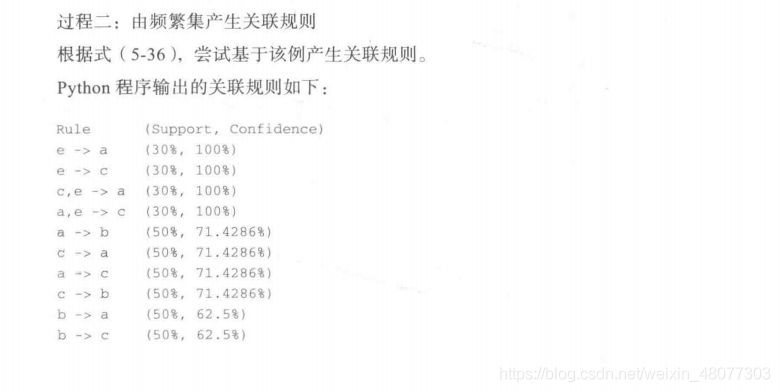 过程二：由频繁集产生关联规则
根据式（5-36），尝试基于该例产生关联规则。
Python 程序输出的关联规则如下：
Rule (Support, Confidence)
e -> a (30%, 100%)
e -> c (30%, 100%)
c,e -> a (30%, 100%)
a,e -> c (30%, 100%)
a -> b (50%, 71.4286%)
c -> a (50%, 71.4286%)
a -> c (50%, 71.4286%)
c -> b (50%, 71.4286%)
b -> a (50%, 62.5%)
b -> c (50%, 62.5%)
https://blog.csdn.net/weixin_48077303